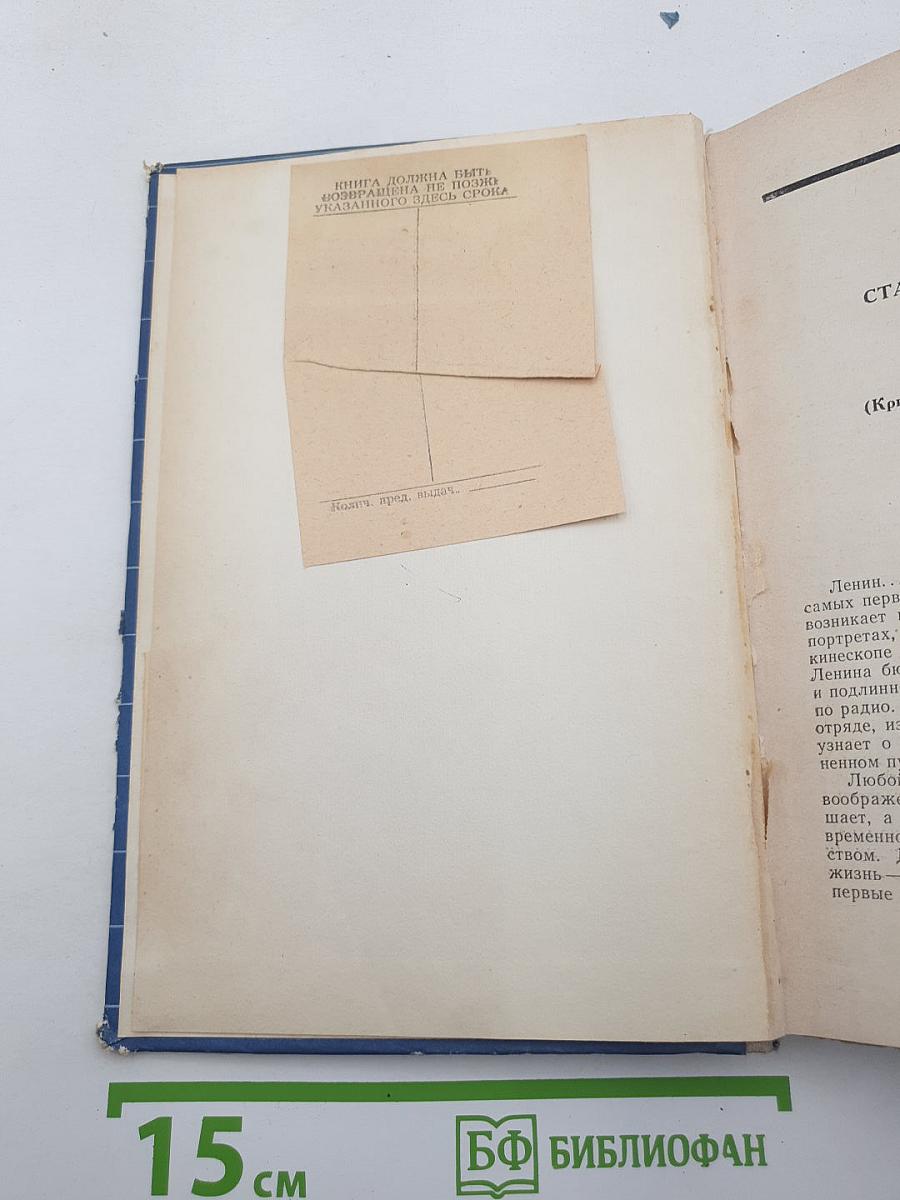 КНИГА ДОЛЖНА БЫТЬ
ВОЗВРАЩЕНА НЕ ПОЗЖЕ
УКАЗАННОГО ЗДЕСЬ СРОКА
Колич. пред. выдач..
СТА
(Кри
Ленин..
самых перв
возникает
портретах,
кинескопе
Ленина бю
и подлинн
по радио.
отряде, из
узнает о
ненном пу
Любой
воображе
шает, а
временно
ством.
жизнь—
первые
15 см
БФ БИБЛИОФАН